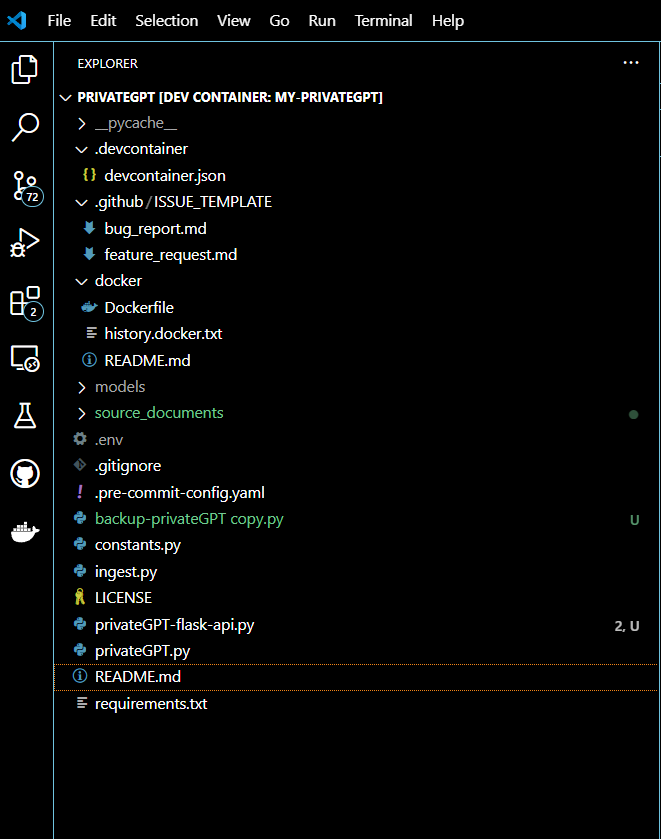 File Edit Selection View Go Run Terminal Help
EXPLORER ...
PRIVATEGPT [DEV CONTAINER: MY-PRIVATEGPT]
__pycache__
.devcontainer
{} devcontainer.json
.github/ISSUE_TEMPLATE
bug_report.md
72
feature_request.md
docker
Dockerfile
2
history.docker.txt
README.md
models
source_documents
.env
.gitignore
! .pre-commit-config.yaml
backup-privateGPT copy.py U
constants.py
ingest.py
LICENSE
privateGPT-flask-api.py 2, U
privateGPT.py
README.md
requirements.txt